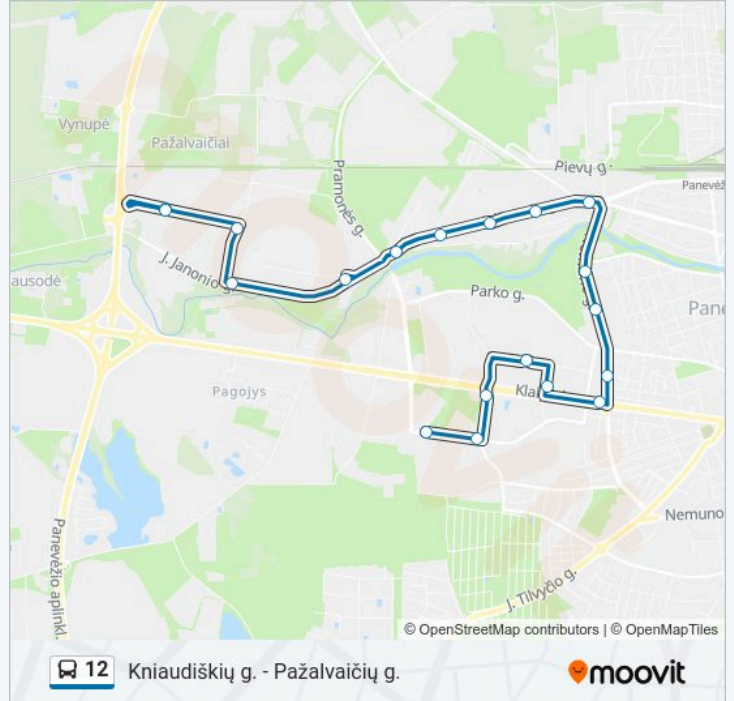 Vynupė
Pažalvaičiai
Pramonės g.
Pievų g.
Panevėž
J. Janonio g.
ausodė
Parko g.
Pane
Pagojys
Klai
Nemuno
Panevėžio aplinkl.
J. Tilvyčio g.
© OpenStreetMap contributors | © OpenMapTiles
12 Kniaudiškių g. - Pažalvaičių g.
moovit